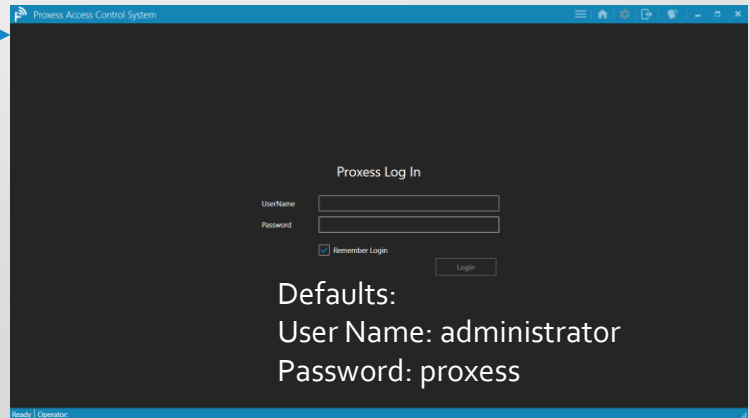 Proxess Access Control System
Proxess Log In
UserName
Password
Remember Login
Login
Defaults:
User Name: administrator
Password: proxess
Ready | Operator: